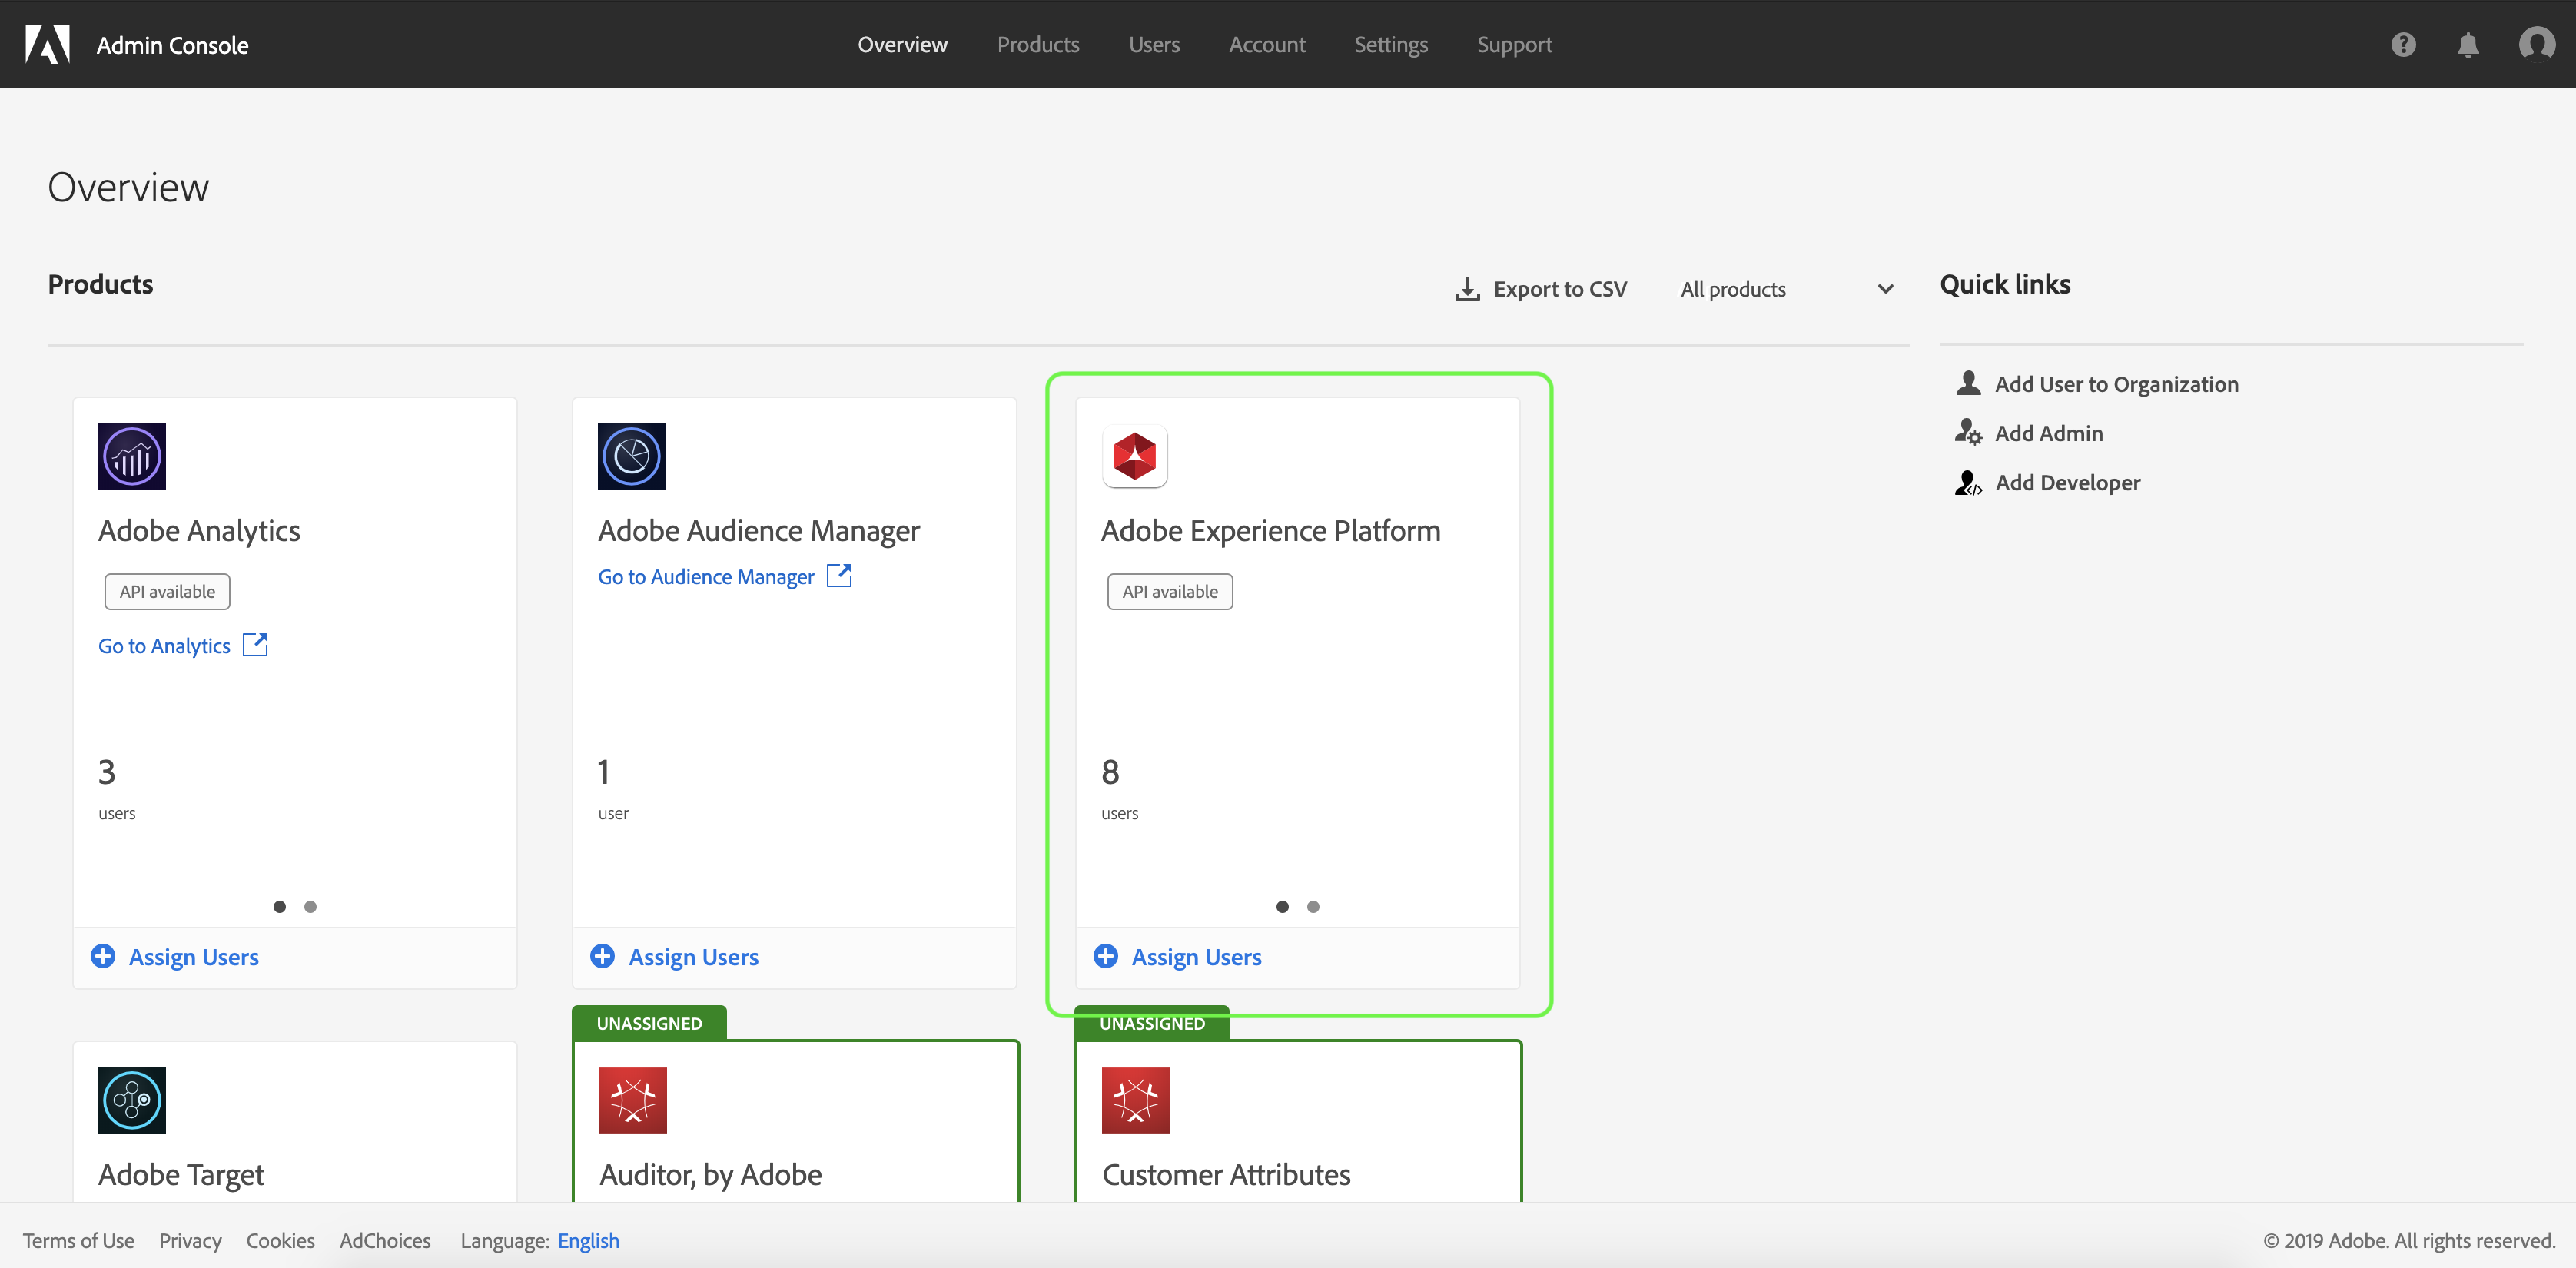 Admin Console
Overview Products Users Account Settings Support
Overview
Products
Export to CSV
All products
Quick links
Add User to Organization
Add Admin
Add Developer
Adobe Analytics
API available
Go to Analytics
3
users
Assign Users
Adobe Audience Manager
Go to Audience Manager
1
user
Assign Users
Adobe Experience Platform
API available
8
users
Assign Users
Adobe Target
UNASSIGNED
Auditor, by Adobe
UNASSIGNED
Customer Attributes
Terms of Use Privacy Cookies AdChoices Language: English
© 2019 Adobe. All rights reserved.